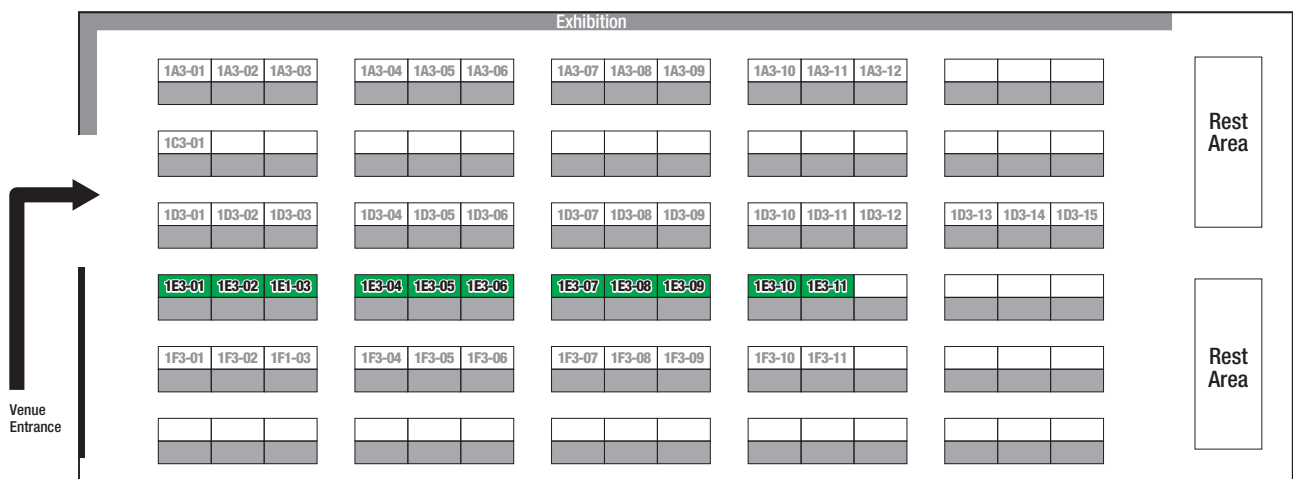 Exhibition
1A3-01 1A3-02 1A3-03 1A3-04 1A3-05 1A3-06 1A3-07 1A3-08 1A3-09 1A3-10 1A3-11 1A3-12
Rest
Area
1C3-01
1D3-01 1D3-02 1D3-03 1D3-04 1D3-05 1D3-06 1D3-07 1D3-08 1D3-09 1D3-10 1D3-11 1D3-12 1D3-13 1D3-14 1D3-15
1E3-01 1E3-02 1E1-03 1E3-04 1E3-05 1E3-06 1E3-07 1E3-08 1E3-09 1E3-10 1E3-11
1F3-01 1F3-02 1F1-03 1F3-04 1F3-05 1F3-06 1F3-07 1F3-08 1F3-09 1F3-10 1F3-11
Rest
Area
Venue
Entrance